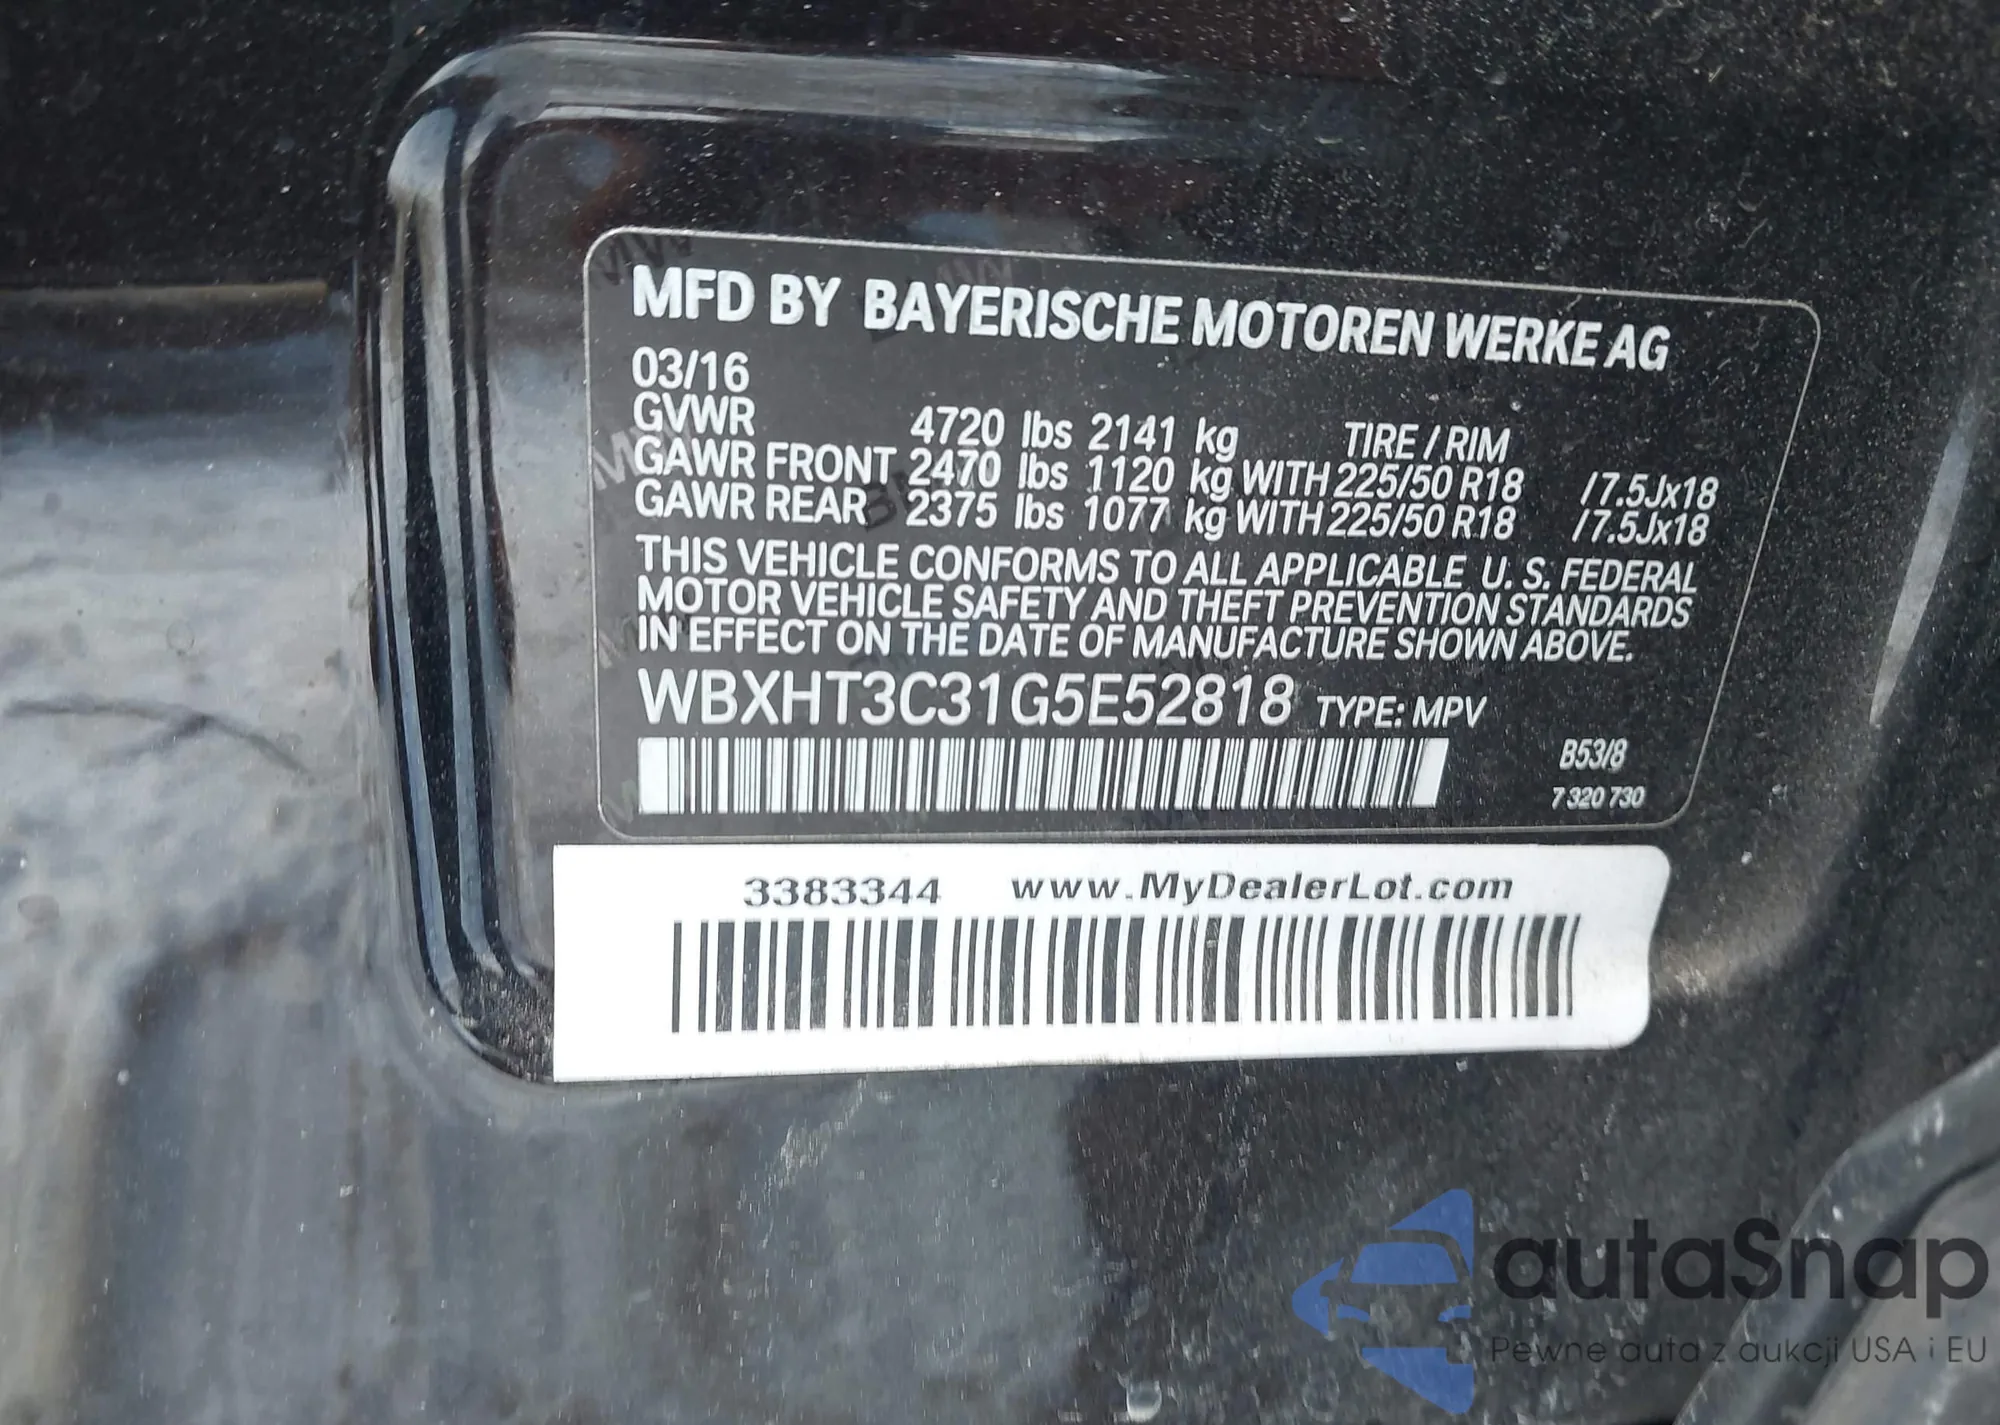 MFD BY BAYERISCHE MOTOREN WERKE AG
03/16
GVWR 4720 lbs 2141 kg TIRE / RIM
GAWR FRONT 2470 lbs 1120 kg WITH 225/50 R18 / 7.5Jx18
GAWR REAR 2375 lbs 1077 kg WITH 225/50 R18 / 7.5Jx18
THIS VEHICLE CONFORMS TO ALL APPLICABLE U. S. FEDERAL
MOTOR VEHICLE SAFETY AND THEFT PREVENTION STANDARDS
IN EFFECT ON THE DATE OF MANUFACTURE SHOWN ABOVE.
WBXHT3C31G5E52818 TYPE: MPV
B53/8
7 320 730
3383344 www.MyDealerLot.com
autaSnap
Pewne auta z aukcji USA i EU